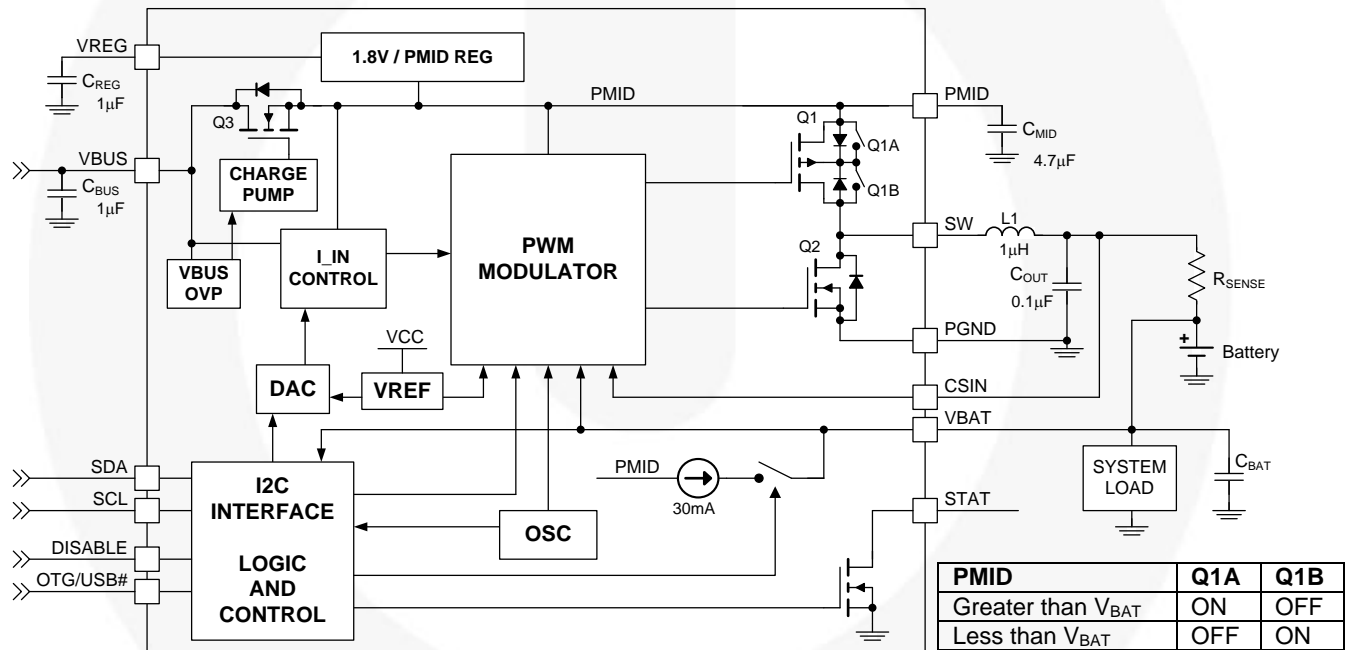 VREG
1.8V / PMID REG
CREG
1µF
PMID
PMID
Q3
Q1
Q1A
CMID
4.7µF
VBUS
CHARGE
PUMP
Q1B
CBUS
1µF
PWM
MODULATOR
SW
L1
1µH
I_IN
CONTROL
VBUS
OVP
Q2
COUT
0.1µF
RSENSE
PGND
VCC
+
Battery
DAC
VREF
CSIN
VBAT
SDA
I2C
INTERFACE
PMID
30mA
SYSTEM
LOAD
CBAT
SCL
STAT
OSC
DISABLE
LOGIC
AND
CONTROL
OTG/USB#
PMID Q1A Q1B
Greater than VBAT ON OFF
Less than VBAT OFF ON